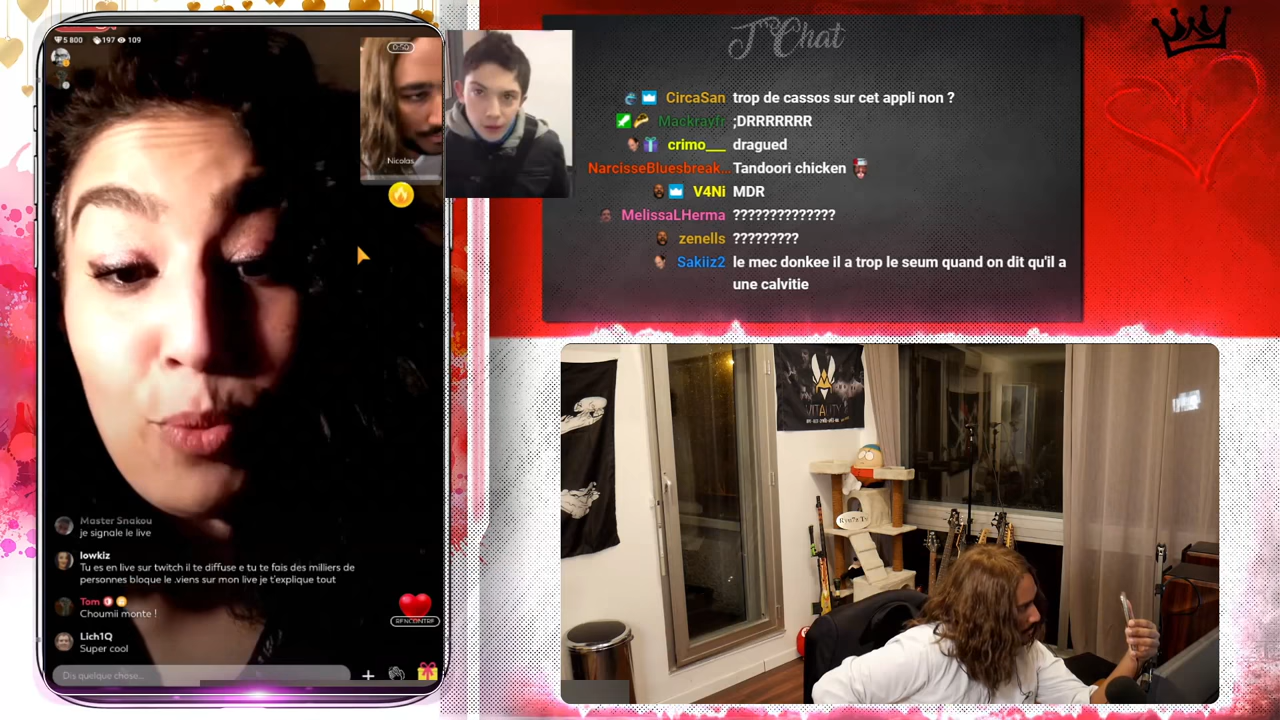 5 800 197 109
0:50
Nicolas
Master Snakou
je signale le live
lowkiz
Tu es en live sur twitch il te diffuse e tu te fais des milliers de
personnes bloque le .viens sur mon live je t'explique tout
Tom
Choumii monte !
Lich1Q
Super cool
RENCONTRE
Dis quelque chose...
T'Chat
CircaSan trop de cassos sur cet appli non ?
Mackrayfr ;DRRRRRRR
crimo___ dragued
NarcisseBluesbreak... Tandoori chicken
V4Ni MDR
MelissaLHerma ??????????????
zenells ?????????
Sakiiz2 le mec donkee il a trop le seum quand on dit qu'il a
une calvitie
VITALITY